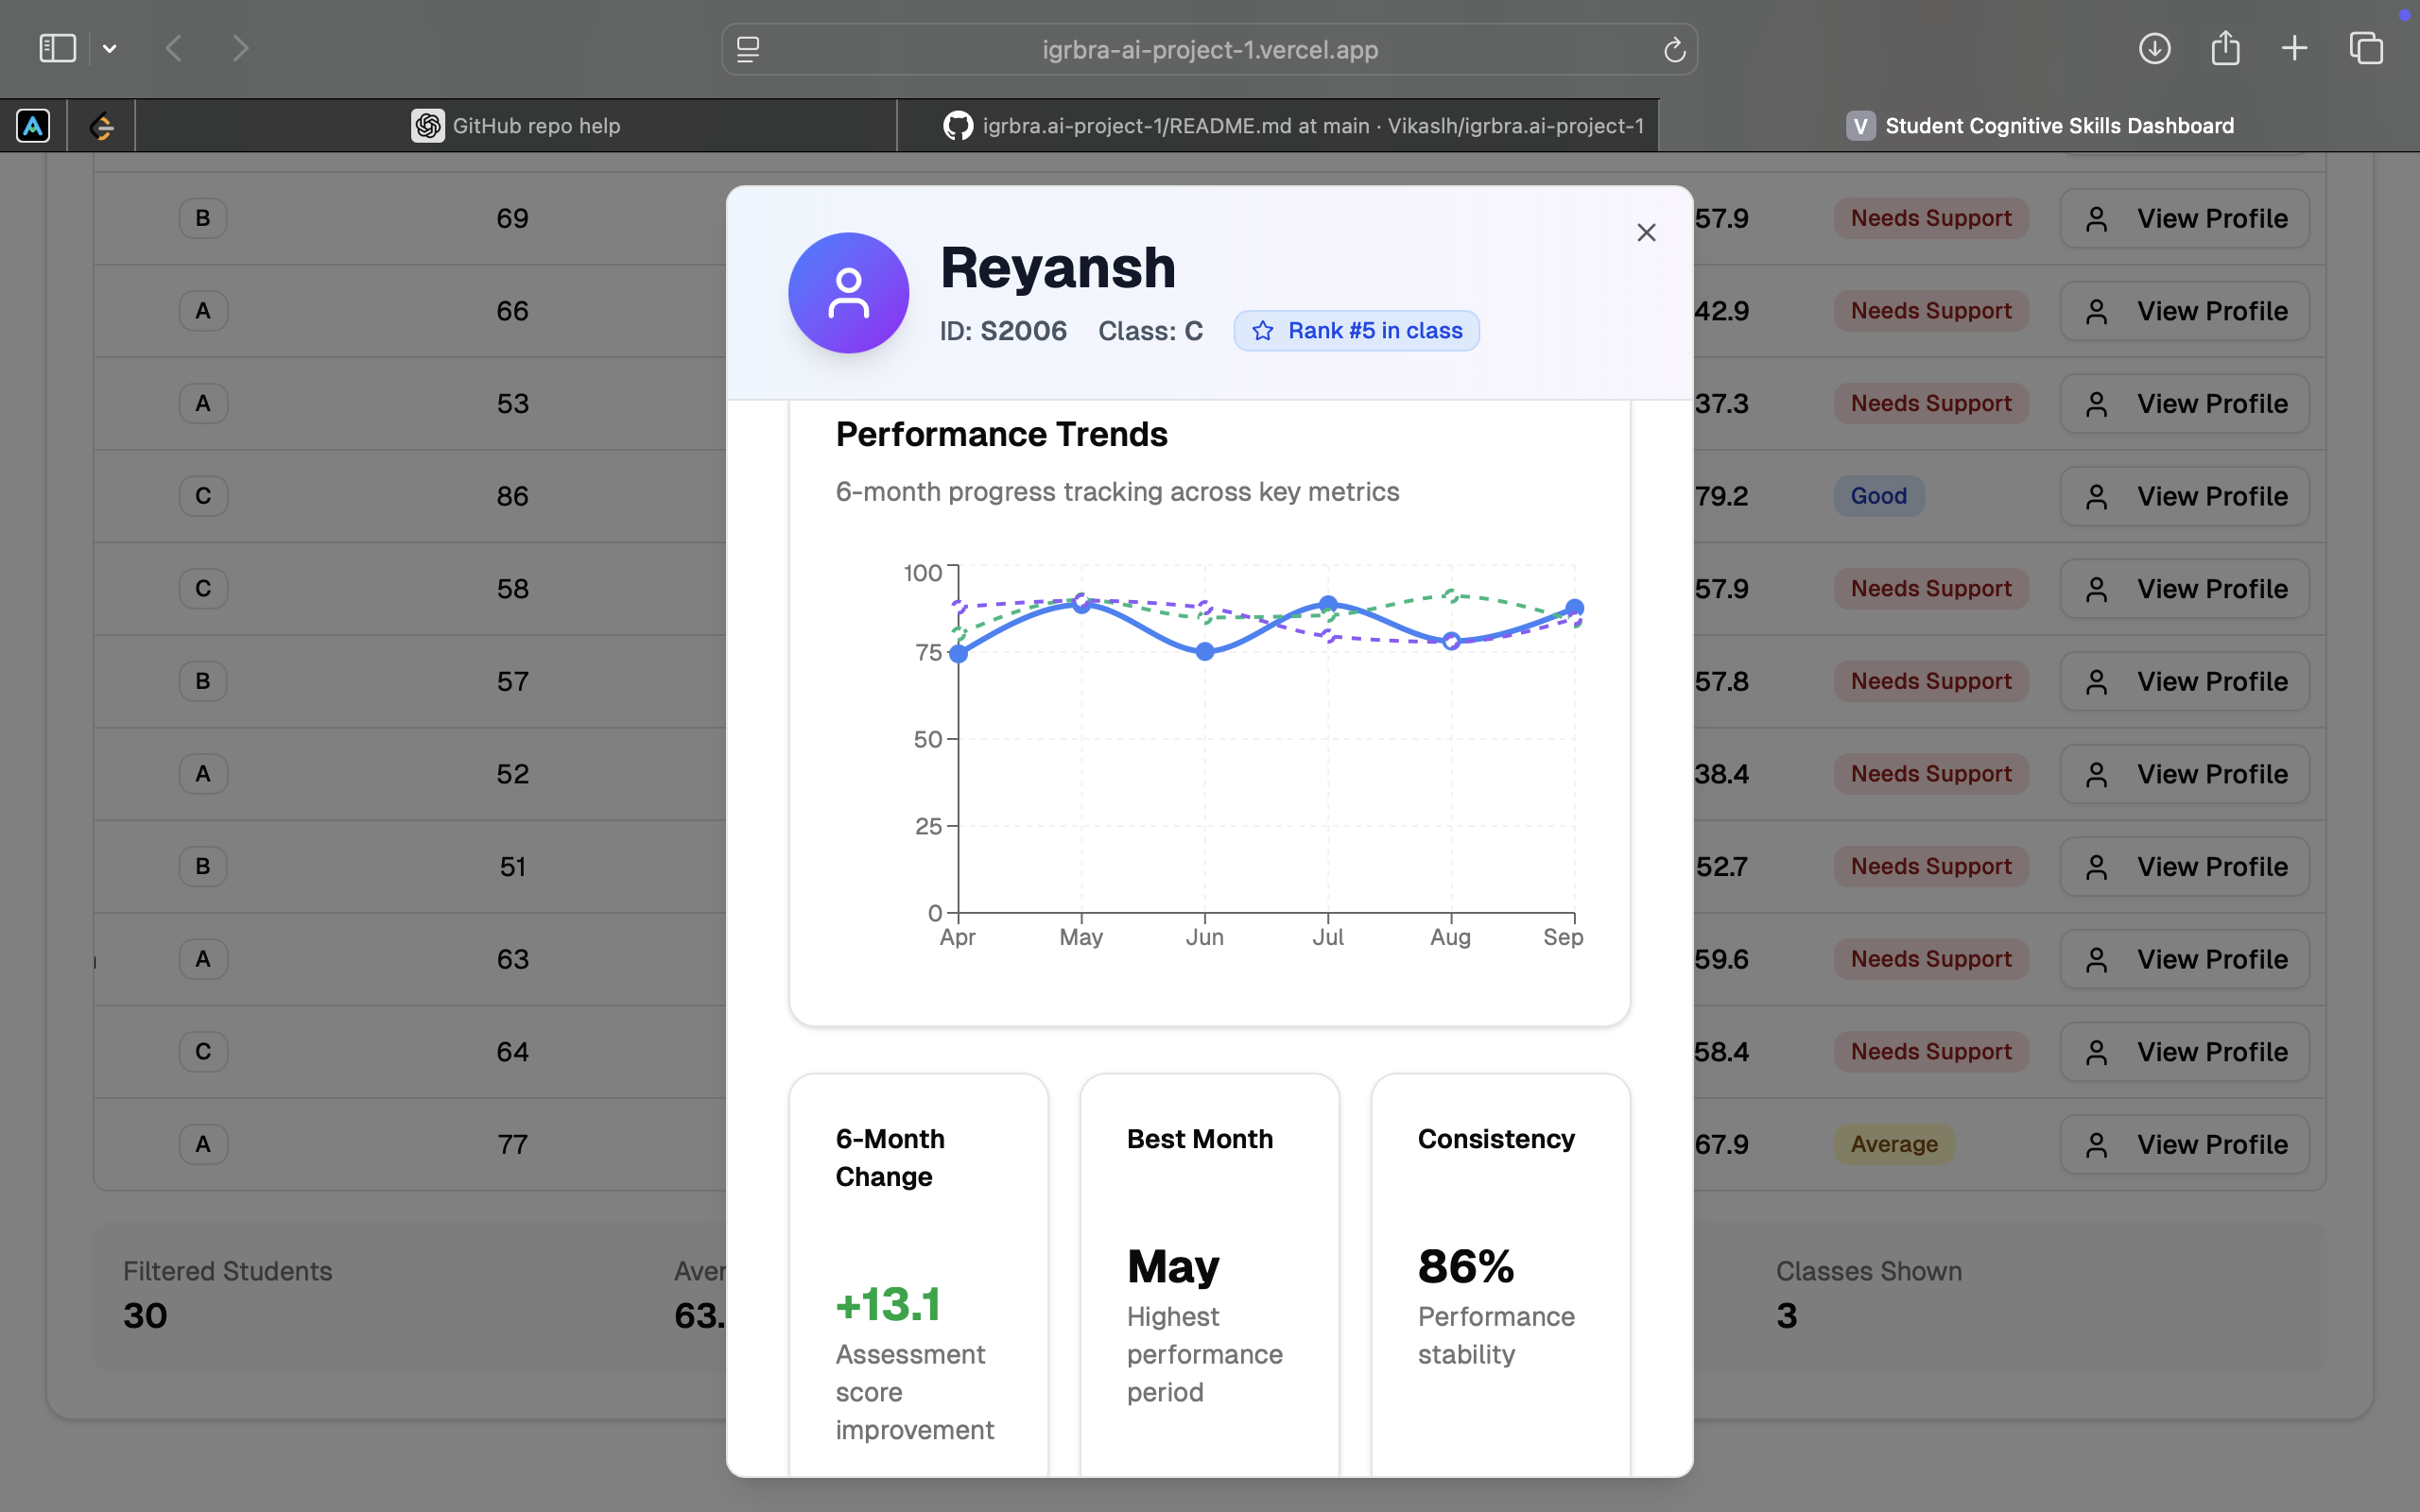 igrbra-ai-project-1.vercel.app
GitHub repo help
igrbra.ai-project-1/README.md at main · Vikaslh/igrbra.ai-project-1
V Student Cognitive Skills Dashboard
B 69 57.9 Needs Support View Profile
A 66 42.9 Needs Support View Profile
A 53 37.3 Needs Support View Profile
C 86 79.2 Good View Profile
C 58 57.9 Needs Support View Profile
B 57 57.8 Needs Support View Profile
A 52 38.4 Needs Support View Profile
B 51 52.7 Needs Support View Profile
A 63 59.6 Needs Support View Profile
C 64 58.4 Needs Support View Profile
A 77 67.9 Average View Profile
Filtered Students
30
Aver
63.
Classes Shown
3
Reyansh
ID: S2006 Class: C Rank #5 in class
Performance Trends
6-month progress tracking across key metrics
100
75
50
25
0
Apr May Jun Jul Aug Sep
6-Month
Change
+13.1
Assessment
score
improvement
Best Month
May
Highest
performance
period
Consistency
86%
Performance
stability